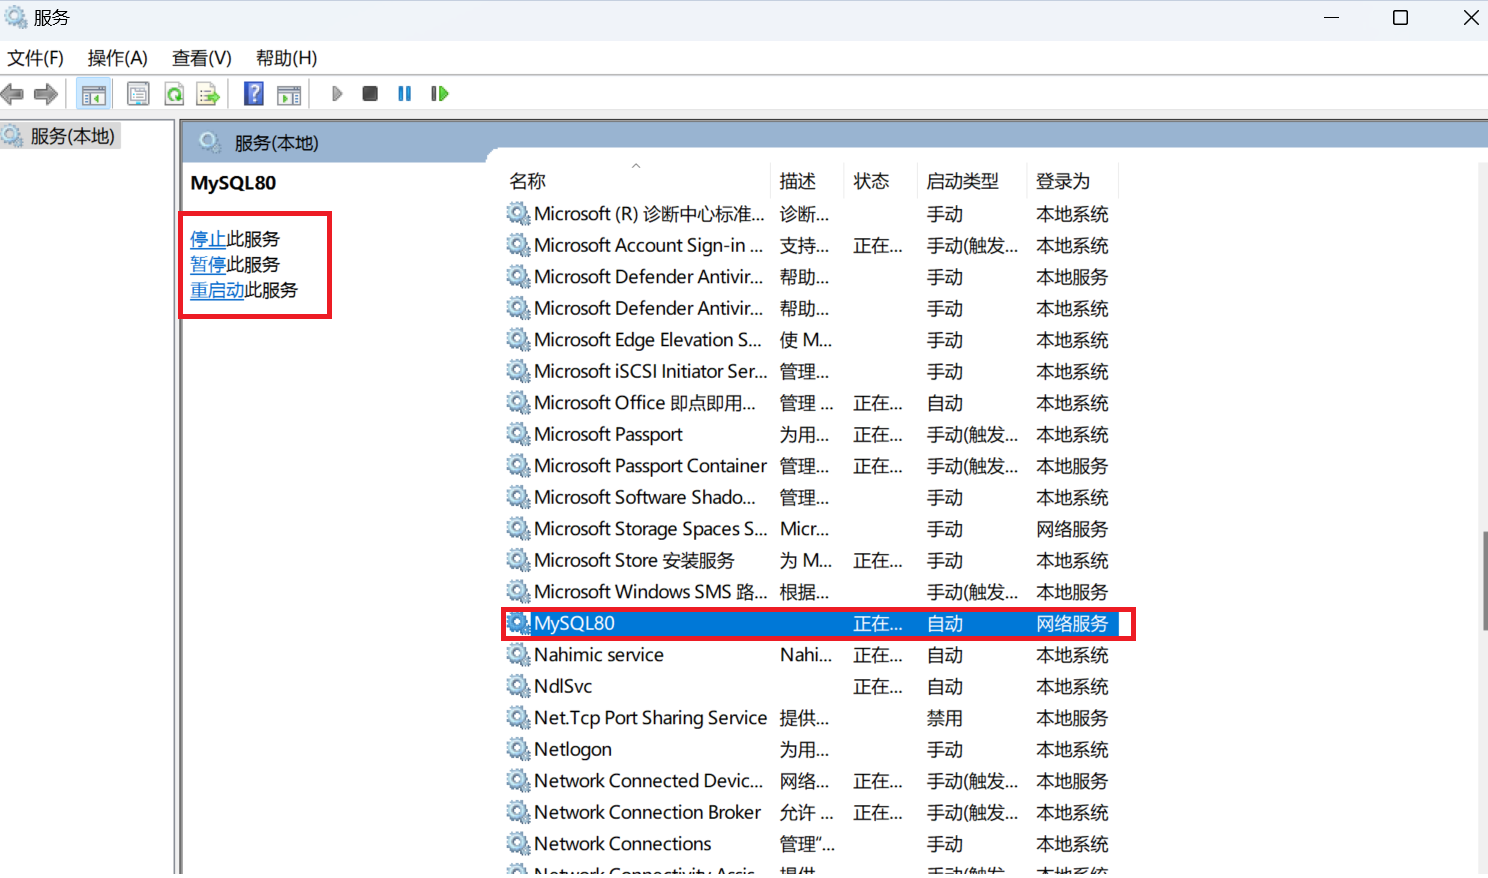 服务
文件(F) 操作(A) 查看(V) 帮助(H)
服务(本地)
服务(本地)
MySQL80
停止此服务
暂停此服务
重启动此服务
名称 描述 状态 启动类型 登录为
Microsoft (R) 诊断中心标准... 诊断... 手动 本地系统
Microsoft Account Sign-in ... 支持... 正在... 手动(触发... 本地系统
Microsoft Defender Antivir... 帮助... 手动 本地服务
Microsoft Defender Antivir... 帮助... 手动 本地系统
Microsoft Edge Elevation S... 使 M... 手动 本地系统
Microsoft iSCSI Initiator Ser... 管理... 手动 本地系统
Microsoft Office 即点即用... 管理 ... 正在... 自动 本地系统
Microsoft Passport 为用... 正在... 手动(触发... 本地系统
Microsoft Passport Container 管理... 正在... 手动(触发... 本地服务
Microsoft Software Shado... 管理... 手动 本地系统
Microsoft Storage Spaces S... Micr... 手动 网络服务
Microsoft Store 安装服务 为 M... 正在... 手动 本地系统
Microsoft Windows SMS 路... 根据... 手动(触发... 本地服务
MySQL80 正在... 自动 网络服务
Nahimic service Nahi... 正在... 自动 本地系统
NdlSvc 正在... 自动 本地系统
Net.Tcp Port Sharing Service 提供... 禁用 本地服务
Netlogon 为用... 手动 本地系统
Network Connected Devic... 网络... 正在... 手动(触发... 本地服务
Network Connection Broker 允许 ... 正在... 手动(触发... 本地系统
Network Connections 管理“... 手动 本地系统
Network Connectivity Assis... 提供... 手动(触发... 本地系统